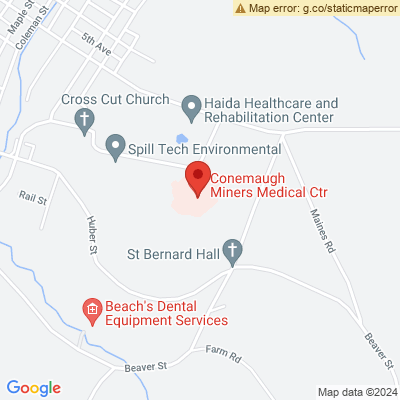 Map error: g.co/staticmaperror
Maple St
Coleman St
5th Ave
Cross Cut Church
Haida Healthcare and
Rehabilitation Center
Spill Tech Environmental
Conemaugh
Miners Medical Ctr
Rail St
Huber St
Maines Rd
St Bernard Hall
Beach's Dental
Equipment Services
Beaver St
Farm Rd
Beaver St
Google
Map data ©2024